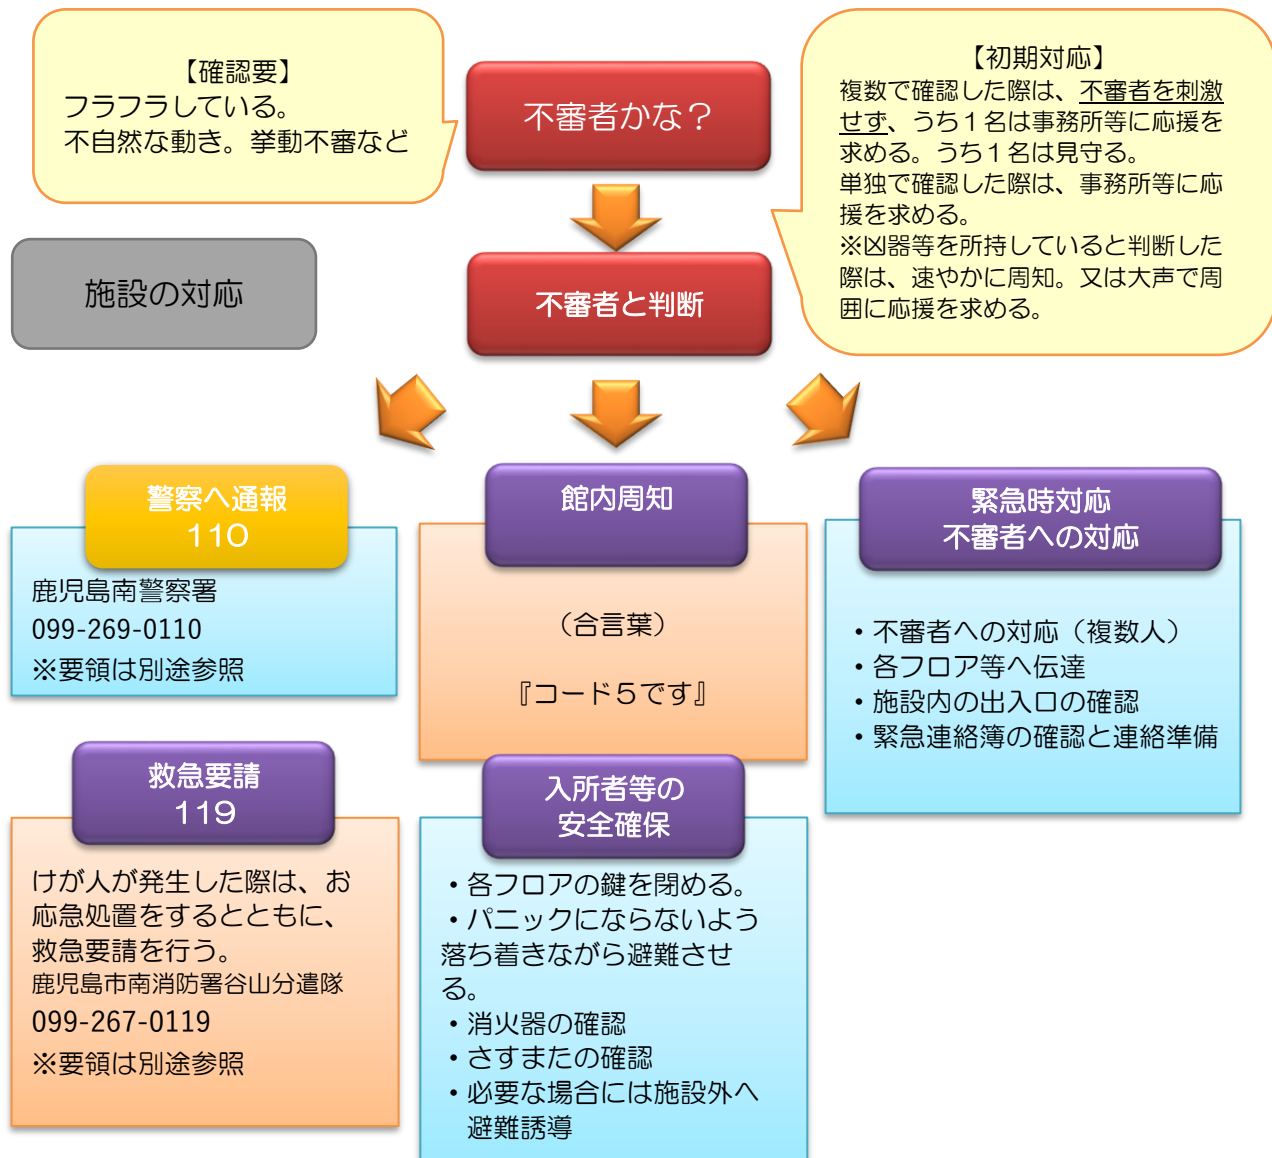 【確認要】
フラフラしている。
不自然な動き。挙動不審など
不審者かな？
【初期対応】
複数で確認した際は、不審者を刺激
せず、うち１名は事務所等に応援を
求める。うち１名は見守る。
単独で確認した際は、事務所等に応
援を求める。
※凶器等を所持していると判断した
際は、速やかに周知。又は大声で周
囲に応援を求める。
施設の対応
不審者と判断
警察へ通報
１１０
鹿児島南警察署
099-269-0110
※要領は別途参照
館内周知
（合言葉）
『コード５です』
緊急時対応
不審者への対応
・不審者への対応（複数人）
・各フロア等へ伝達
・施設内の出入口の確認
・緊急連絡簿の確認と連絡準備
救急要請
１１９
けが人が発生した際は、お
応急処置をするとともに、
救急要請を行う。
鹿児島市南消防署谷山分遣隊
099-267-0119
※要領は別途参照
入所者等の
安全確保
・各フロアの鍵を閉める。
・パニックにならないよう
落ち着きながら避難させ
る。
・消火器の確認
・さすまたの確認
・必要な場合には施設外へ
避難誘導